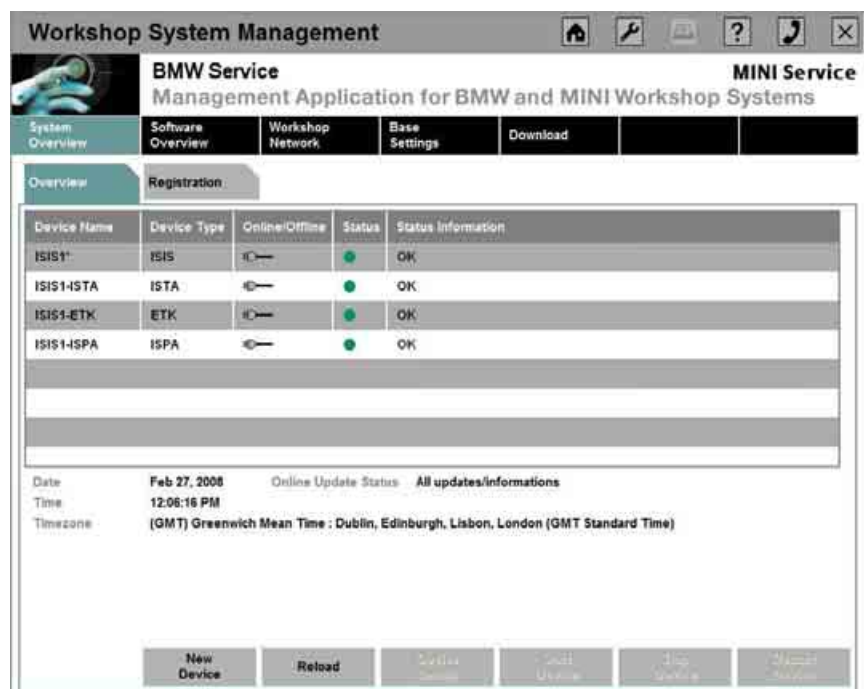 Workshop System Management
?
BMW Service
MINI Service
Management Application for BMW and MINI Workshop Systems
System Overview
Software Overview
Workshop Network
Base Settings
Download
Overview
Registration
Device Name Device Type Online/Offline Status Status Information
ISIS1* ISIS OK
ISIS1-ISTA ISTA OK
ISIS1-ETK ETK OK
ISIS1-ISPA ISPA OK
Date Feb 27, 2008 Online Update Status All updates/informations
Time 12:06:16 PM
Timezone (GMT) Greenwich Mean Time : Dublin, Edinburgh, Lisbon, London (GMT Standard Time)
New Device
Reload